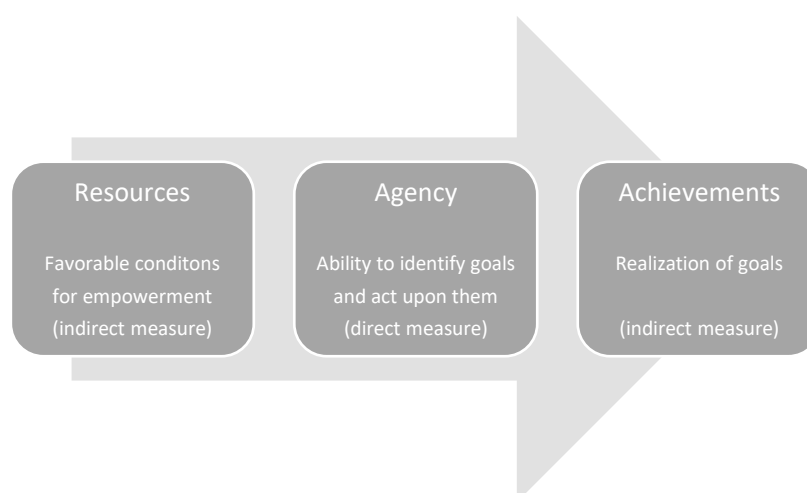 Resources
Favorable conditons
for empowerment
(indirect measure)
Agency
Ability to identify goals
and act upon them
(direct measure)
Achievements
Realization of goals
(indirect measure)